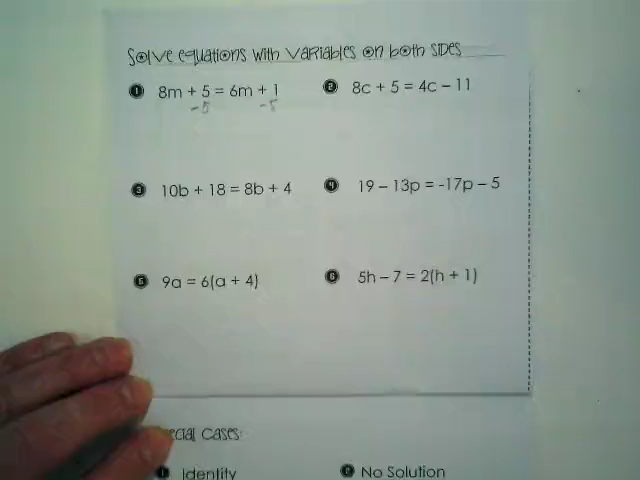 Solve equations with variables on both sides
1 8m + 5 = 6m + 1
-5 -5
2 8c + 5 = 4c – 11
3 10b + 18 = 8b + 4
4 19 – 13p = -17p – 5
5 9a = 6(a + 4)
6 5h – 7 = 2(h + 1)
ecial cases:
Identity
No Solution